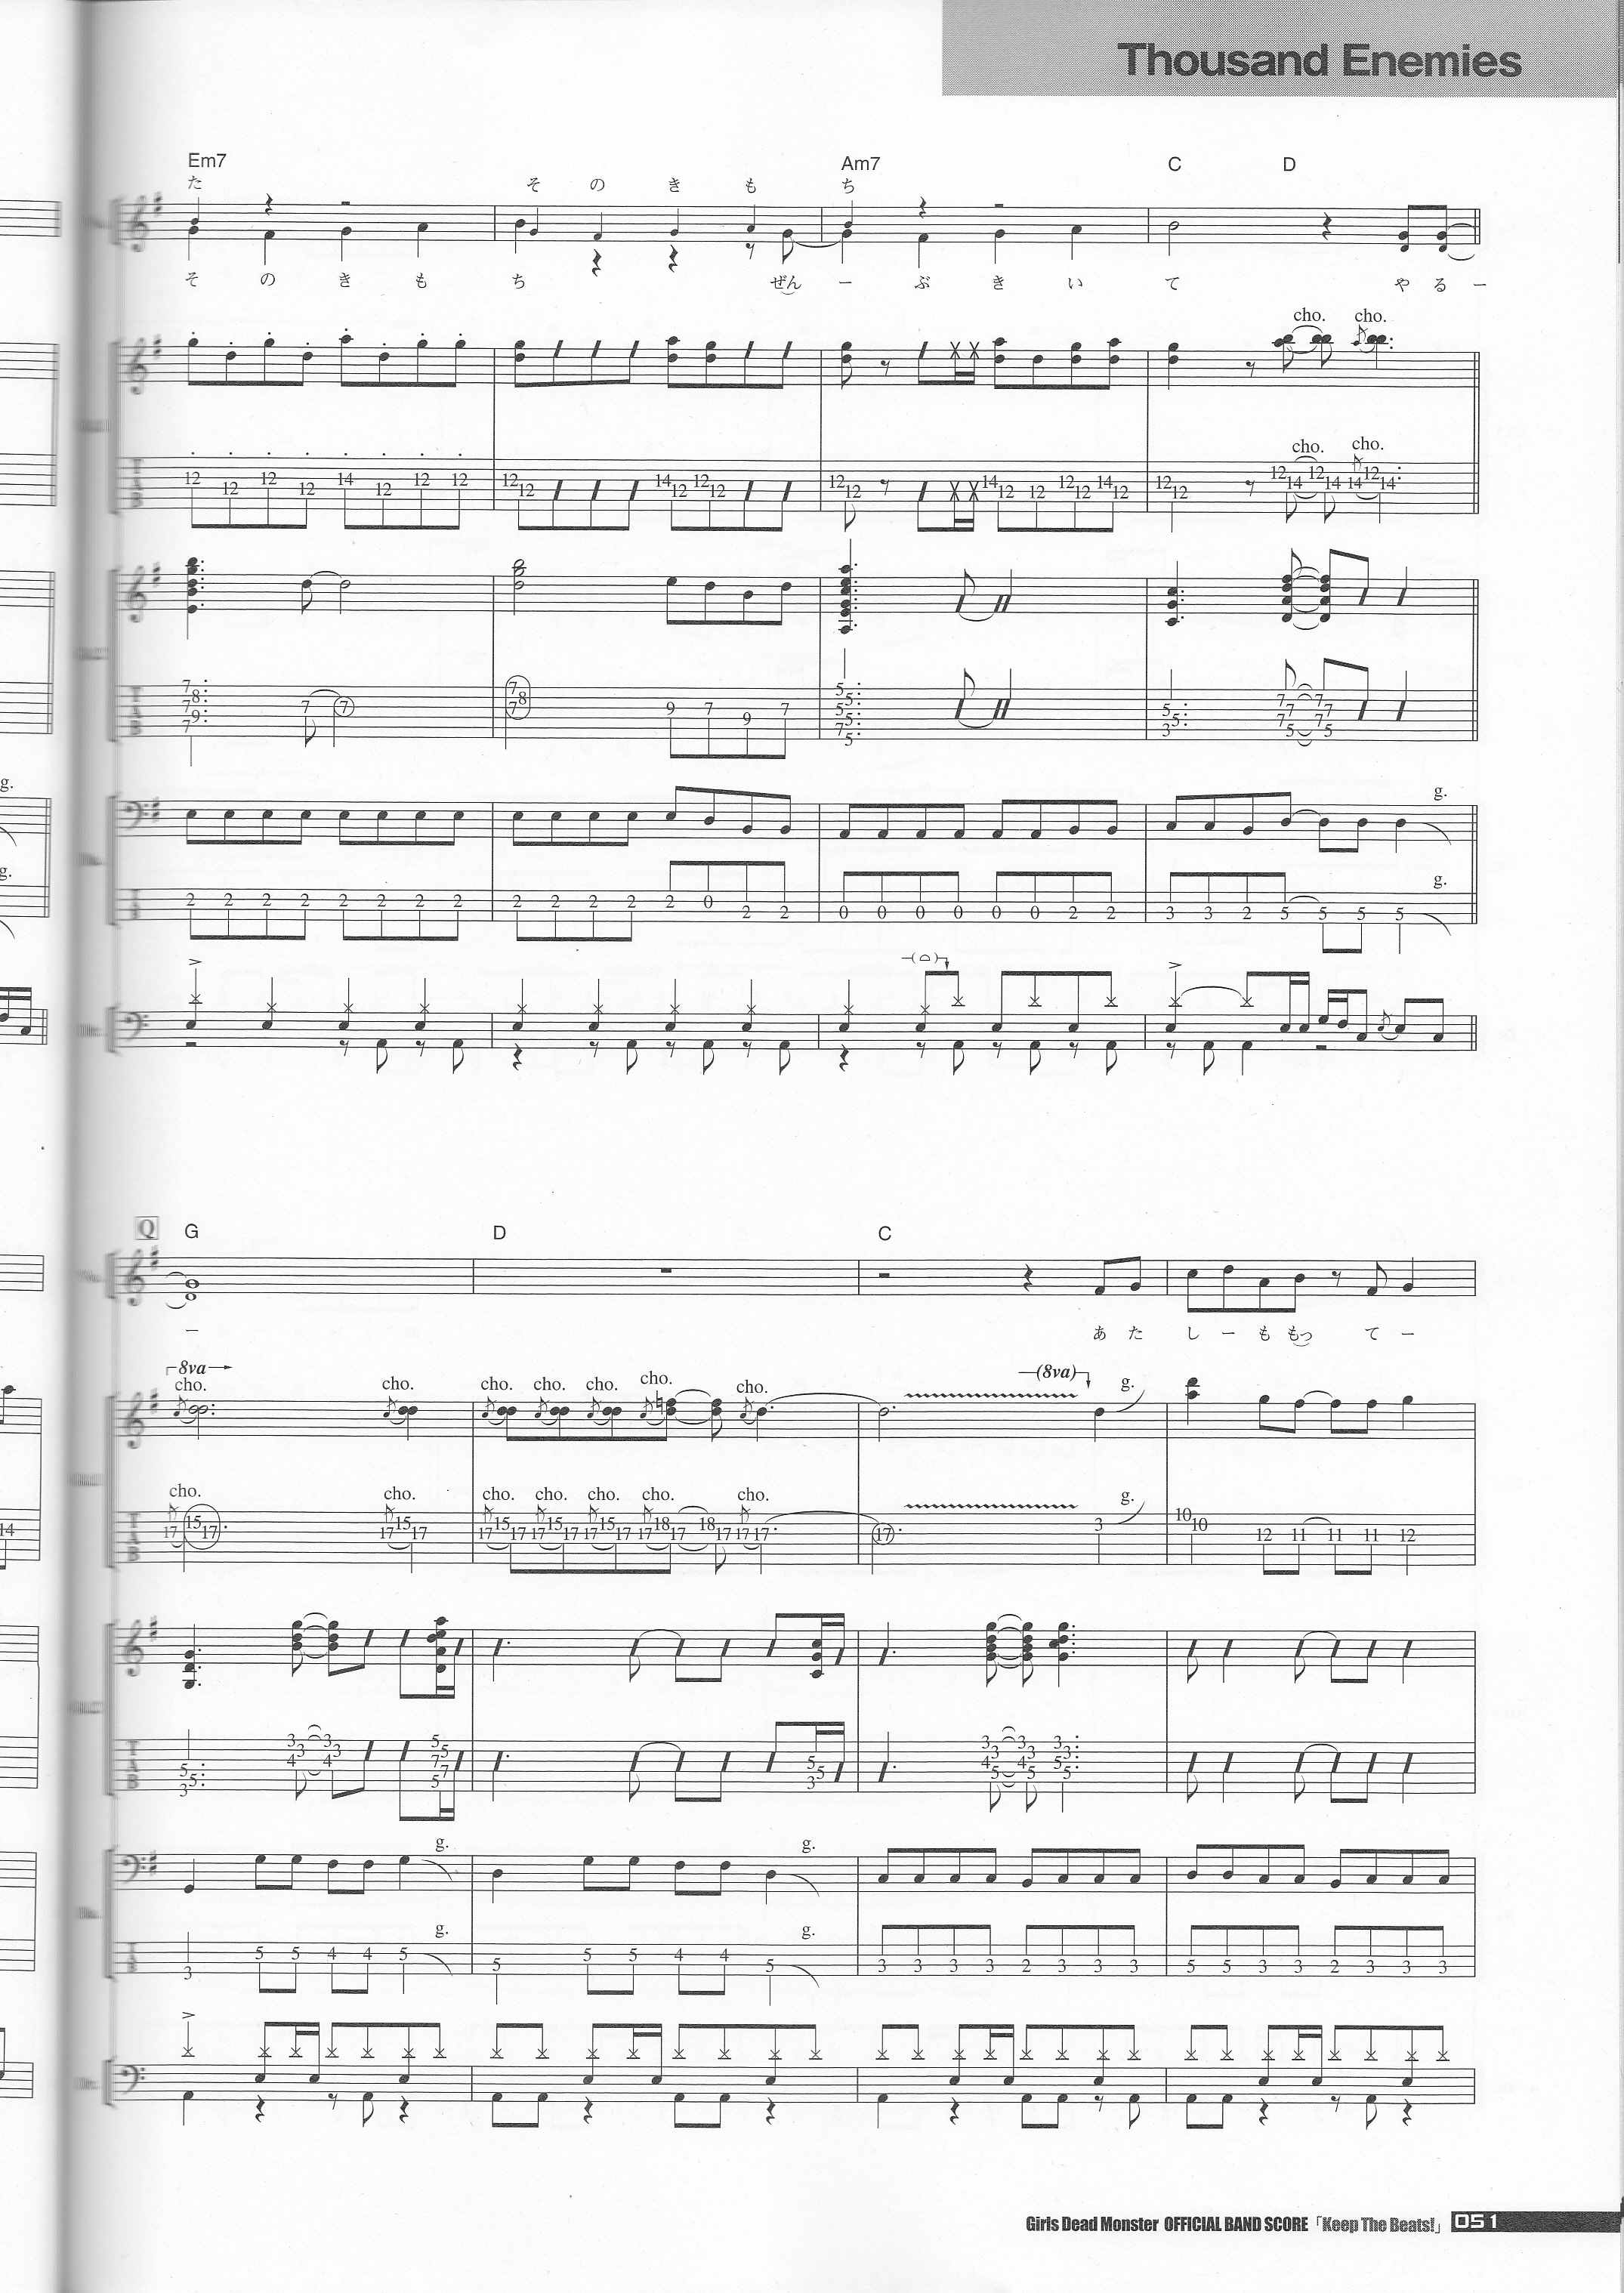 Thousand Enemies
Em7 Am7 C D
た そ の き も ち
そ の き も ち ぜん ー ぶ き い て や る ー
cho. cho.
12 12 12 12 14 12 12 12 12 12 14 12 12 12 12 12 14 12 12 12 12 14 12 12 12 12 14 12 14 14 12 14
cho. cho.
7 8 7 9 7 7 7 7 8 7 9 7 9 7 5 5 5 5 7 5 5 5 3 7 7 7 5 7 7 7 5
g.
g.
2 2 2 2 2 2 2 2 2 2 2 2 2 0 2 2 0 0 0 0 0 0 2 2 3 3 2 5 5 5 5
g.
g.
Q G D C
ー あ た し ー も もっ て ー
8va (8va)
cho. cho. cho. cho. cho. cho. cho. g.
cho. cho. cho. cho. cho. cho. cho. g.
17 15 17 17 15 17 17 15 17 17 15 17 17 15 17 17 18 17 18 17 17 17 17 3 10 10 12 11 11 11 12
14
5 5 3 3 3 4 3 3 4 5 5 7 7 5 5 5 3 3 3 4 5 3 3 4 5 3 3 5 5
g. g.
g. g.
3 5 5 4 4 5 5 5 5 4 4 5 3 3 3 3 2 3 3 3 5 5 3 3 2 3 3 3
Girls Dead Monster OFFICIAL BAND SCORE「Keep The Beats!」 051